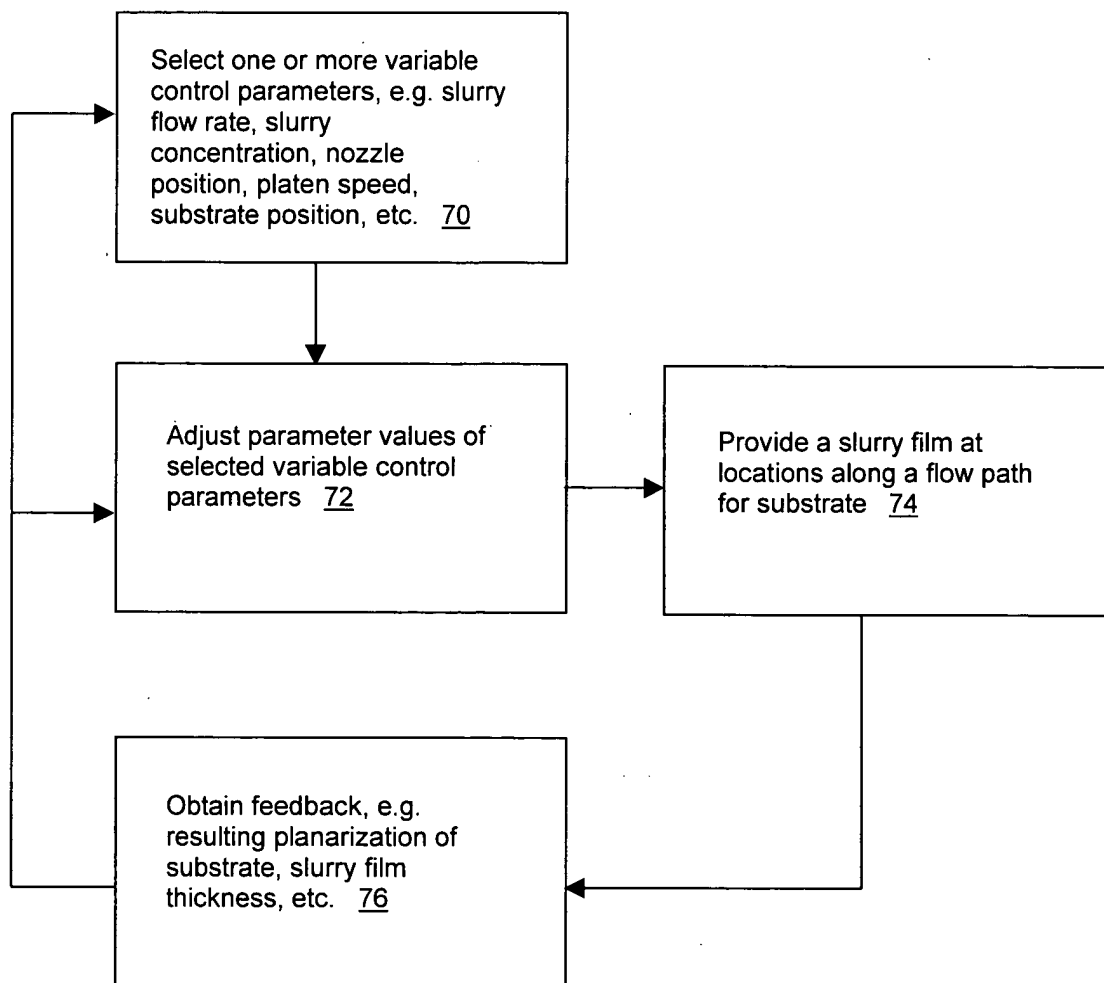 Select one or more variable
control parameters, e.g. slurry
flow rate, slurry
concentration, nozzle
position, platen speed,
substrate position, etc. 70
Adjust parameter values of
selected variable control
parameters 72
Provide a slurry film at
locations along a flow path
for substrate 74
Obtain feedback, e.g.
resulting planarization of
substrate, slurry film
thickness, etc. 76